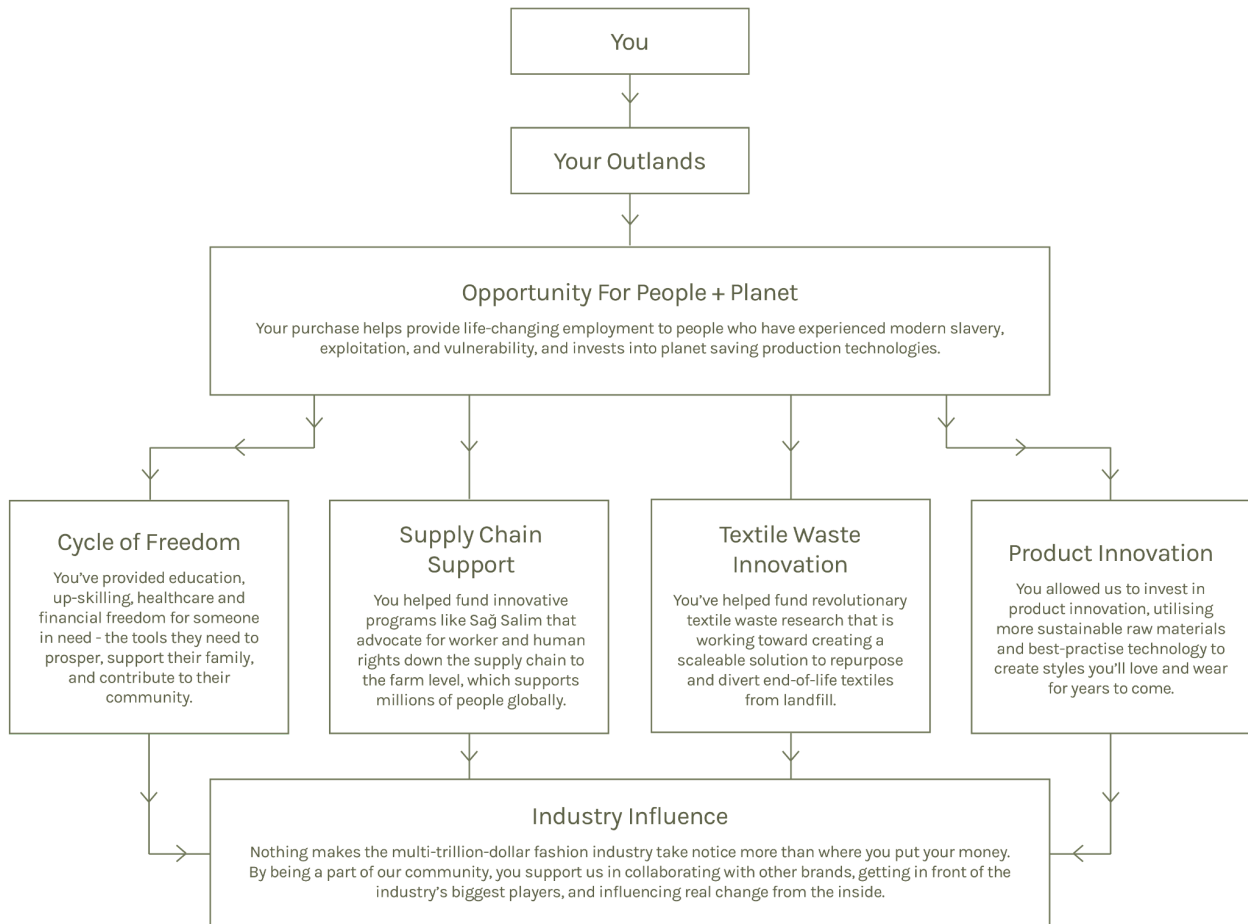 You
Your Outlands
Opportunity For People + Planet
Your purchase helps provide life-changing employment to people who have experienced modern slavery,
exploitation, and vulnerability, and invests into planet saving production technologies.
Cycle of Freedom
You've provided education,
up-skilling, healthcare and
financial freedom for someone
in need - the tools they need to
prosper, support their family,
and contribute to their
community.
Supply Chain
Support
You helped fund innovative
programs like Sağ Salim that
advocate for worker and human
rights down the supply chain to
the farm level, which supports
millions of people globally.
Textile Waste
Innovation
You've helped fund revolutionary
textile waste research that is
working toward creating a
scaleable solution to repurpose
and divert end-of-life textiles
from landfill.
Product Innovation
You allowed us to invest in
product innovation, utilising
more sustainable raw materials
and best-practise technology to
create styles you'll love and wear
for years to come.
Industry Influence
Nothing makes the multi-trillion-dollar fashion industry take notice more than where you put your money.
By being a part of our community, you support us in collaborating with other brands, getting in front of the
industry's biggest players, and influencing real change from the inside.